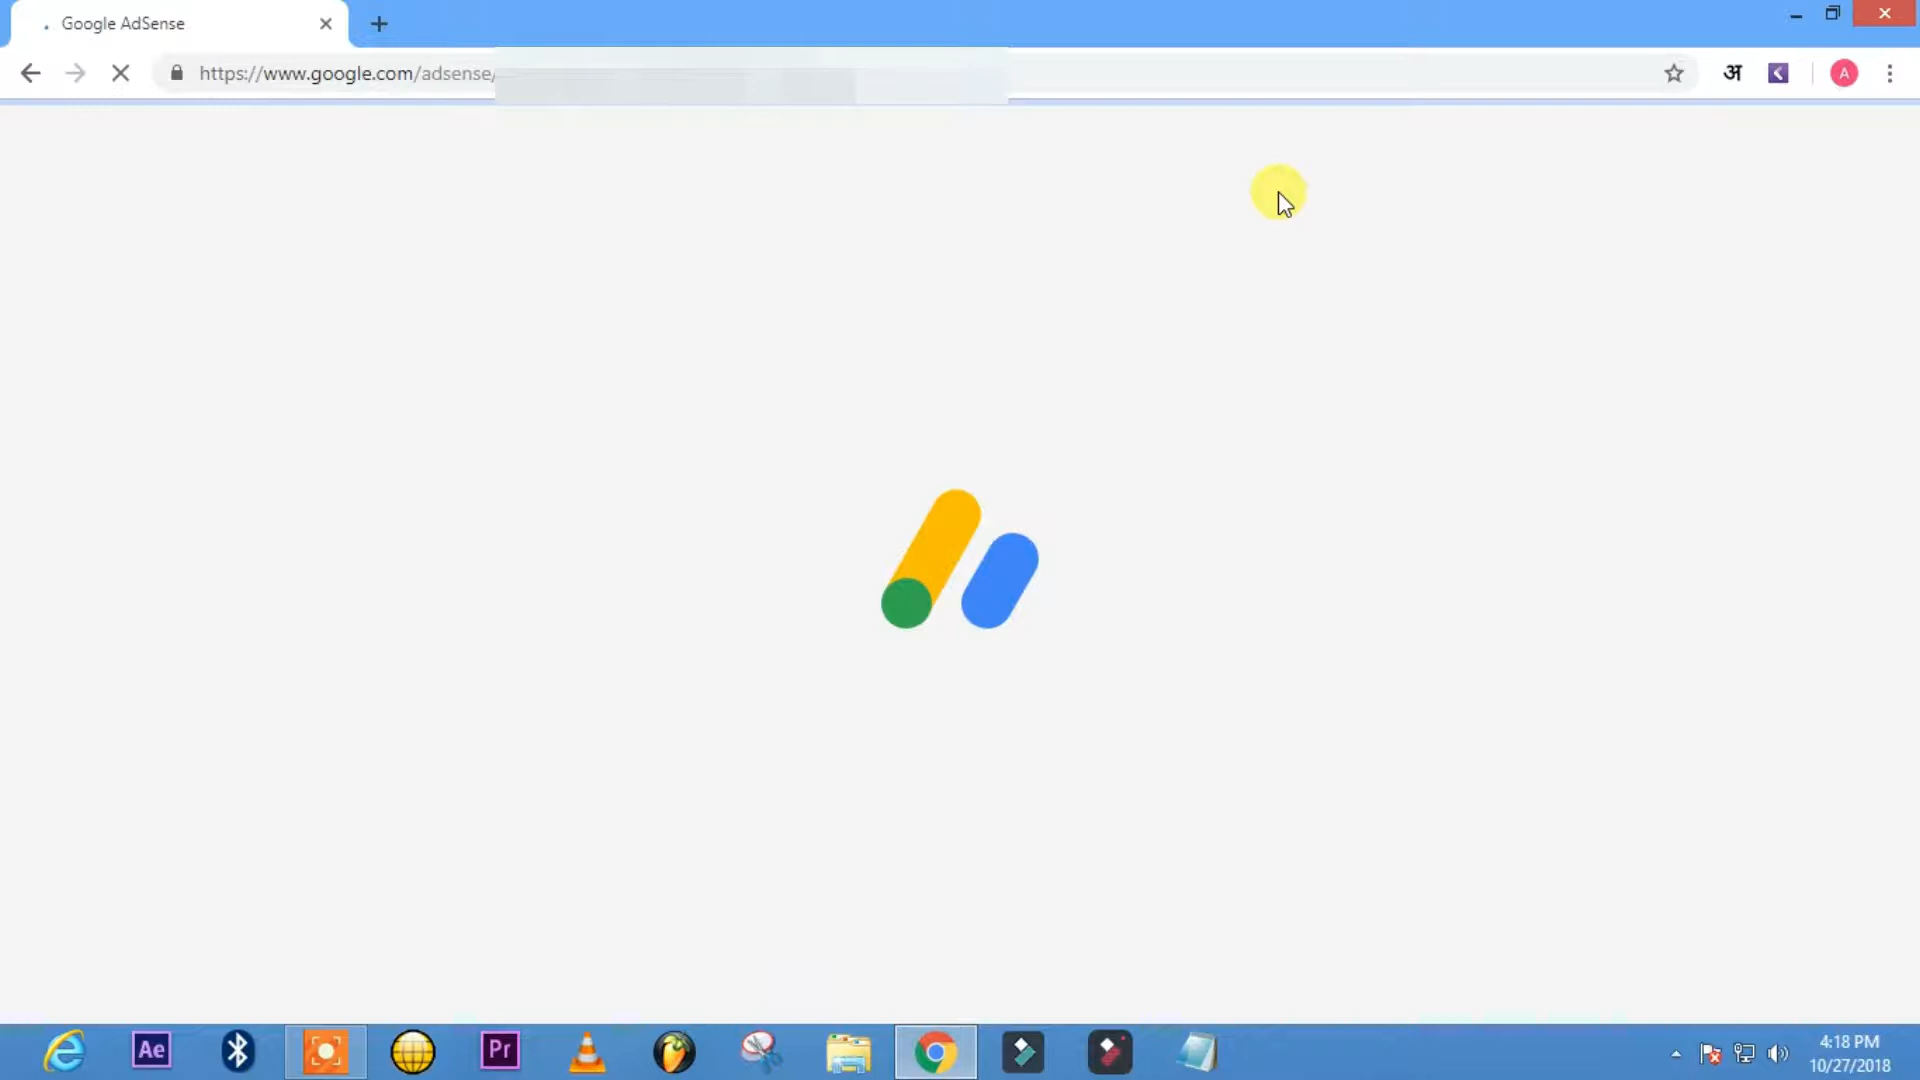 Google AdSense
https://www.google.com/adsense/
अ
A
Ae
Pr
4:18 PM
10/27/2018